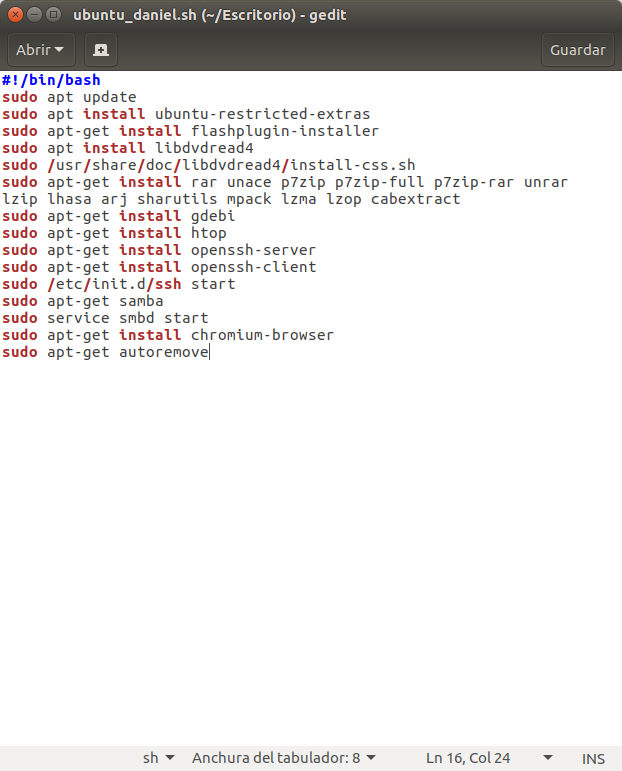 ubuntu_daniel.sh (~/Escritorio) - gedit
Abrir
Guardar
#!/bin/bash
sudo apt update
sudo apt install ubuntu-restricted-extras
sudo apt-get install flashplugin-installer
sudo apt install libdvdread4
sudo /usr/share/doc/libdvdread4/install-css.sh
sudo apt-get install rar unace p7zip p7zip-full p7zip-rar unrar
lzip lhasa arj sharutils mpack lzma lzop cabextract
sudo apt-get install gdebi
sudo apt-get install htop
sudo apt-get install openssh-server
sudo apt-get install openssh-client
sudo /etc/init.d/ssh start
sudo apt-get samba
sudo service smbd start
sudo apt-get install chromium-browser
sudo apt-get autoremove
sh Anchura del tabulador: 8 Ln 16, Col 24 INS